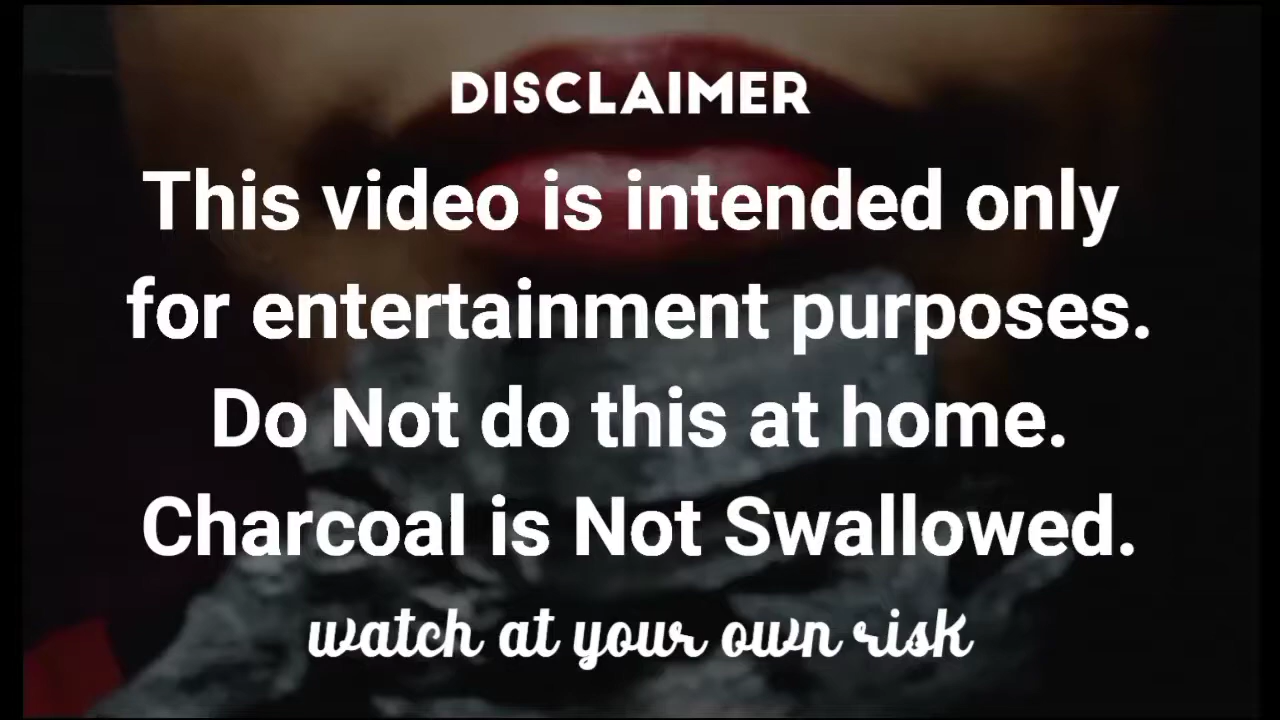 DISCLAIMER
This video is intended only
for entertainment purposes.
Do Not do this at home.
Charcoal is Not Swallowed.
watch at your own risk